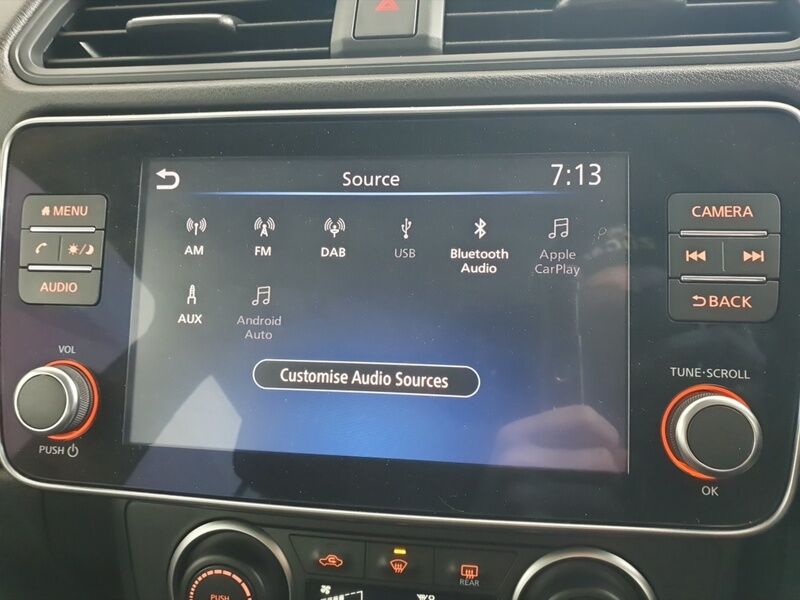 Source
7:13
MENU
AM
FM
DAB
USB
Bluetooth
Audio
Apple
CarPlay
AUX
Android
Auto
Customise Audio Sources
AUDIO
VOL
PUSH
CAMERA
BACK
TUNE·SCROLL
OK
PUSH
REAR